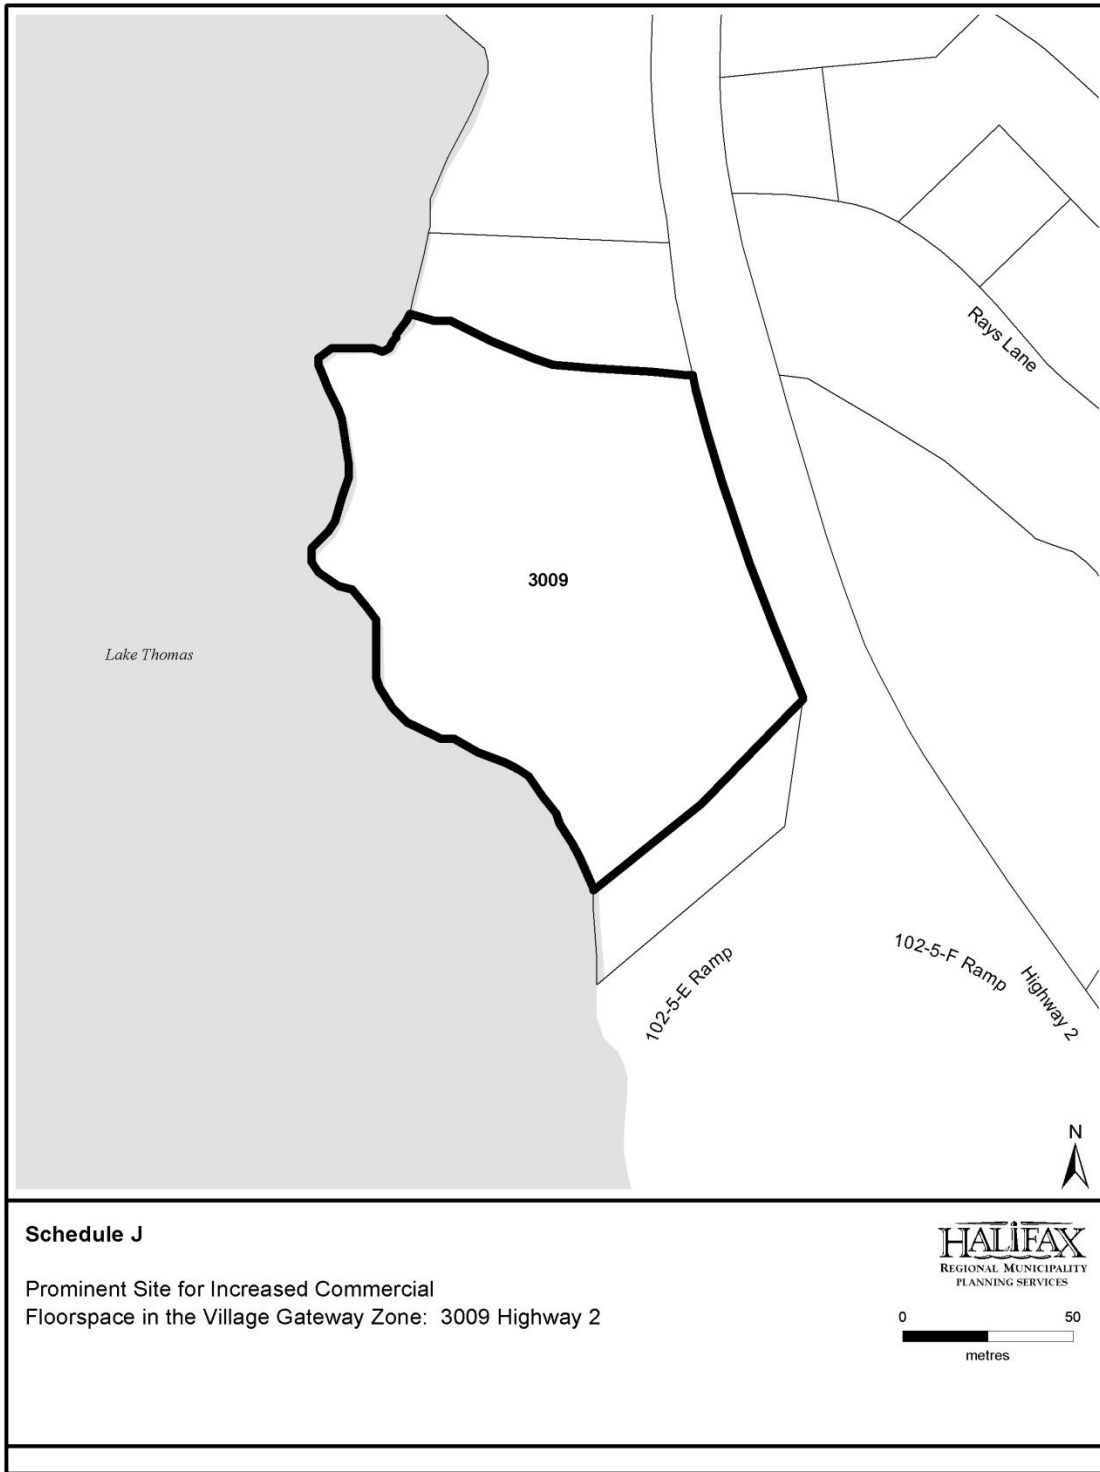 Rays Lane
3009
Lake Thomas
102-5-E Ramp
102-5-F Ramp
Highway 2
N
Schedule J
Prominent Site for Increased Commercial
Floorspace in the Village Gateway Zone: 3009 Highway 2
HALIFAX
REGIONAL MUNICIPALITY
PLANNING SERVICES
0 50
metres